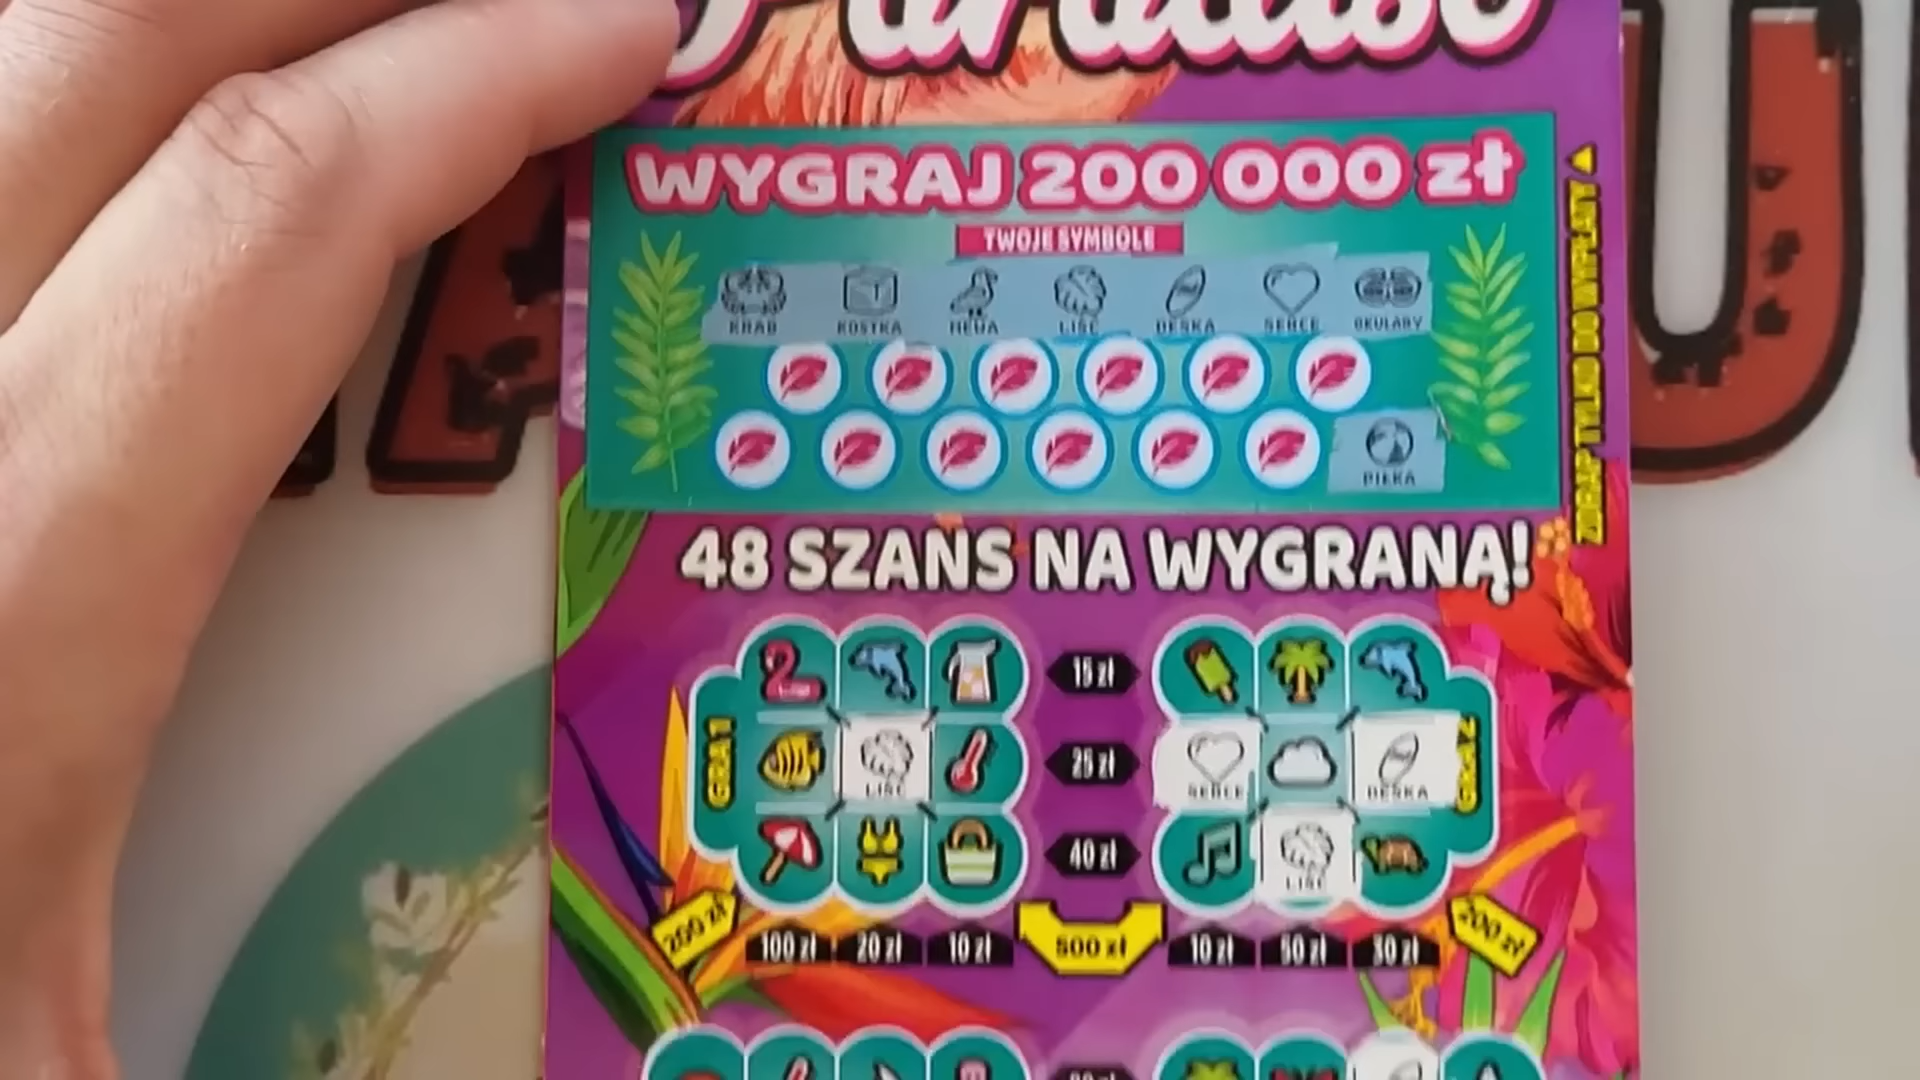 WYGRAJ 200 000 zł
TWOJE SYMBOLE
KRAB KOSTKA MEWA LIŚĆ DESKA SERCE OKULARY
PIŁKA
48 SZANS NA WYGRANĄ!
GRA 1
15 zł
GRA 2
LIŚĆ
25 zł
SERCE
DESKA
40 zł
LIŚĆ
200 zł
100 zł 20 zł 10 zł
500 zł
10 zł 50 zł 30 zł
200 zł